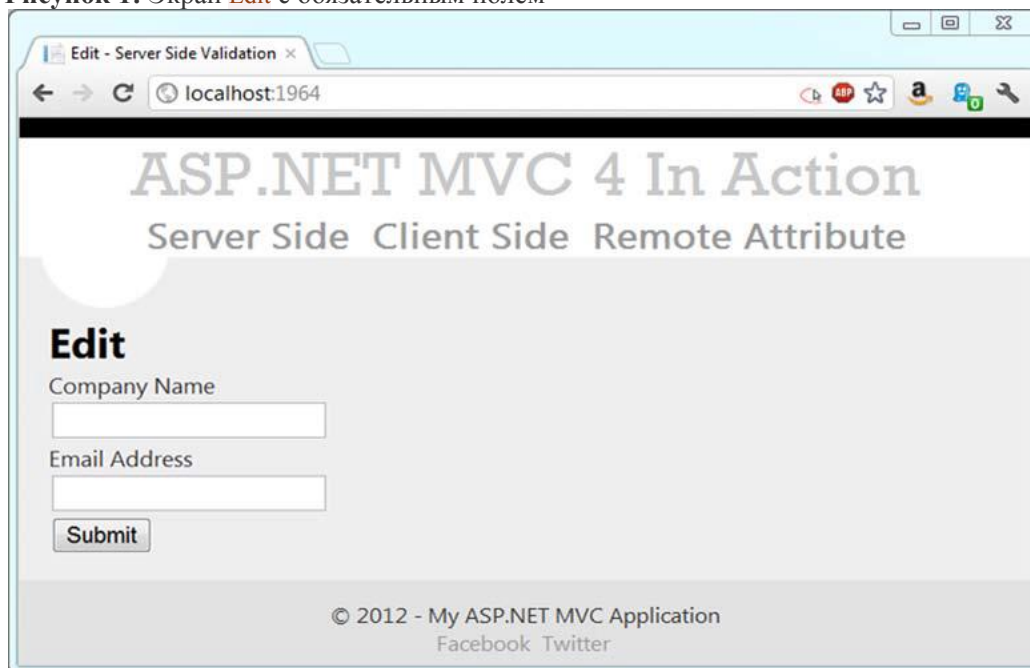 Рисунок 1. Экран Edit с обязательным полем
Edit - Server Side Validation
localhost:1964
ABP
a
0
ASP.NET MVC 4 In Action
Server Side Client Side Remote Attribute
Edit
Company Name
Email Address
Submit
© 2012 - My ASP.NET MVC Application
Facebook Twitter